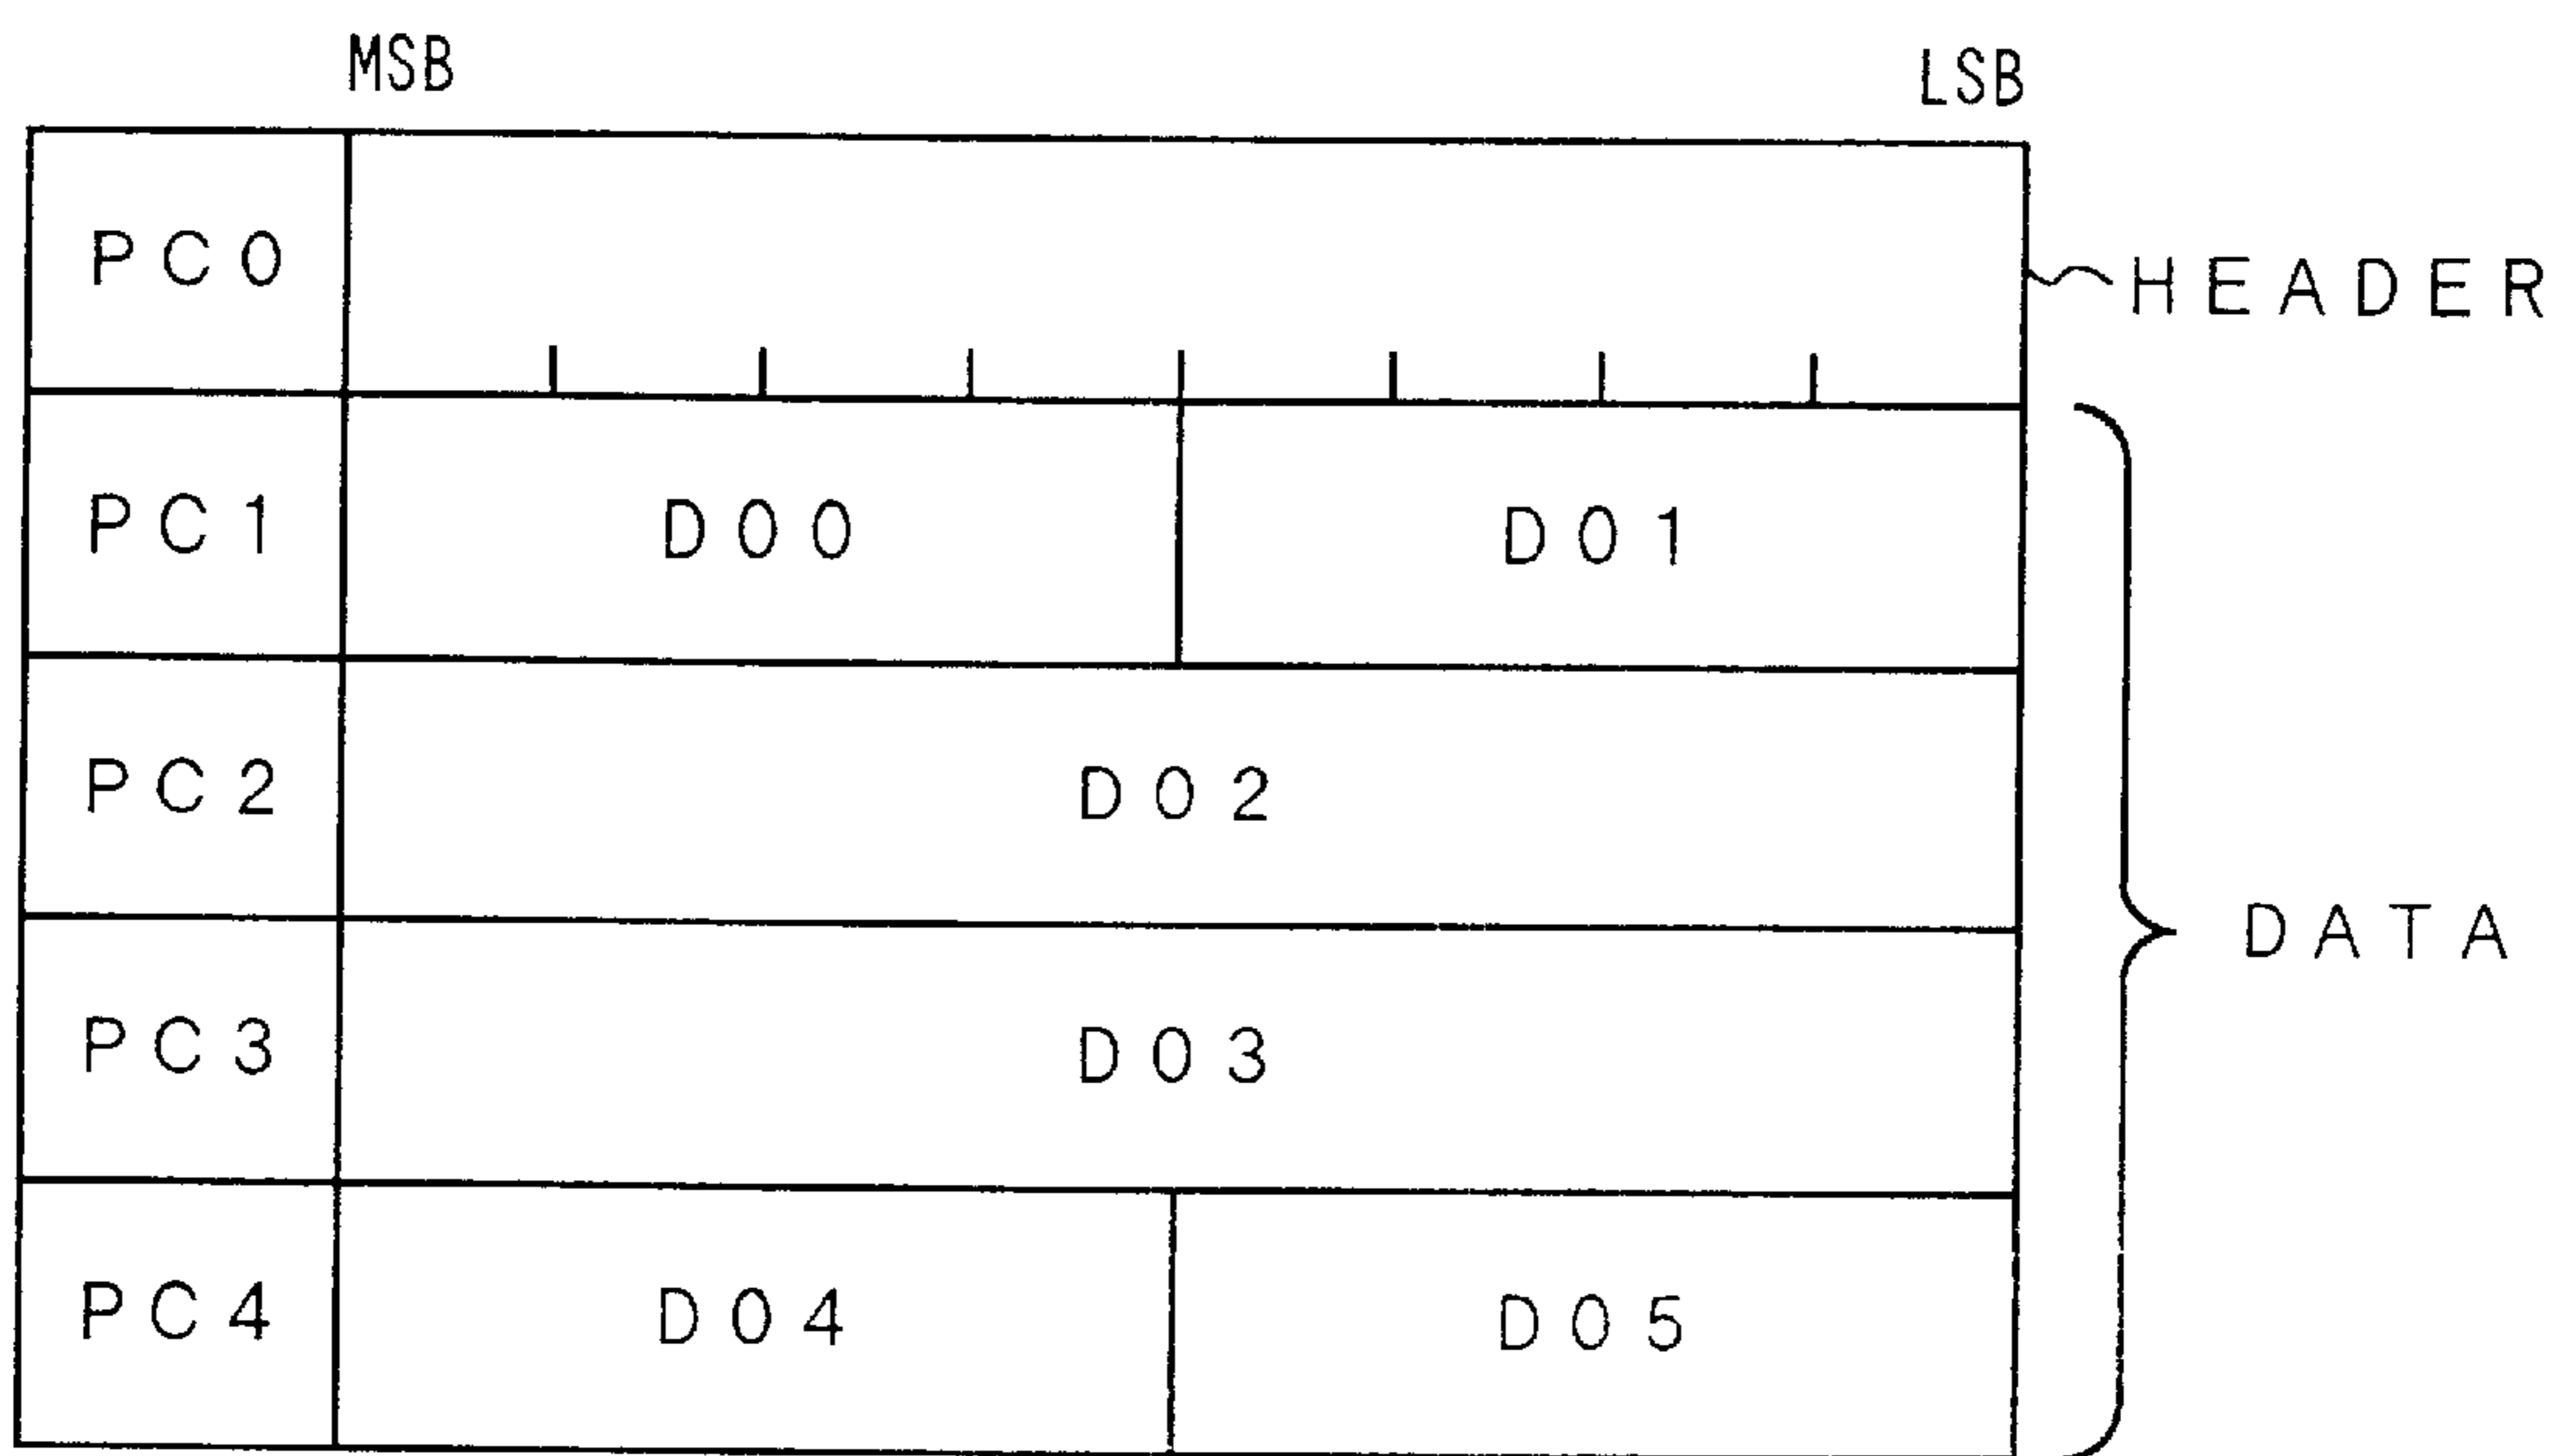 MSB LSB
PC0 HEADER
PC1 D00 D01
PC2 D02
PC3 D03
DATA
PC4 D04 D05